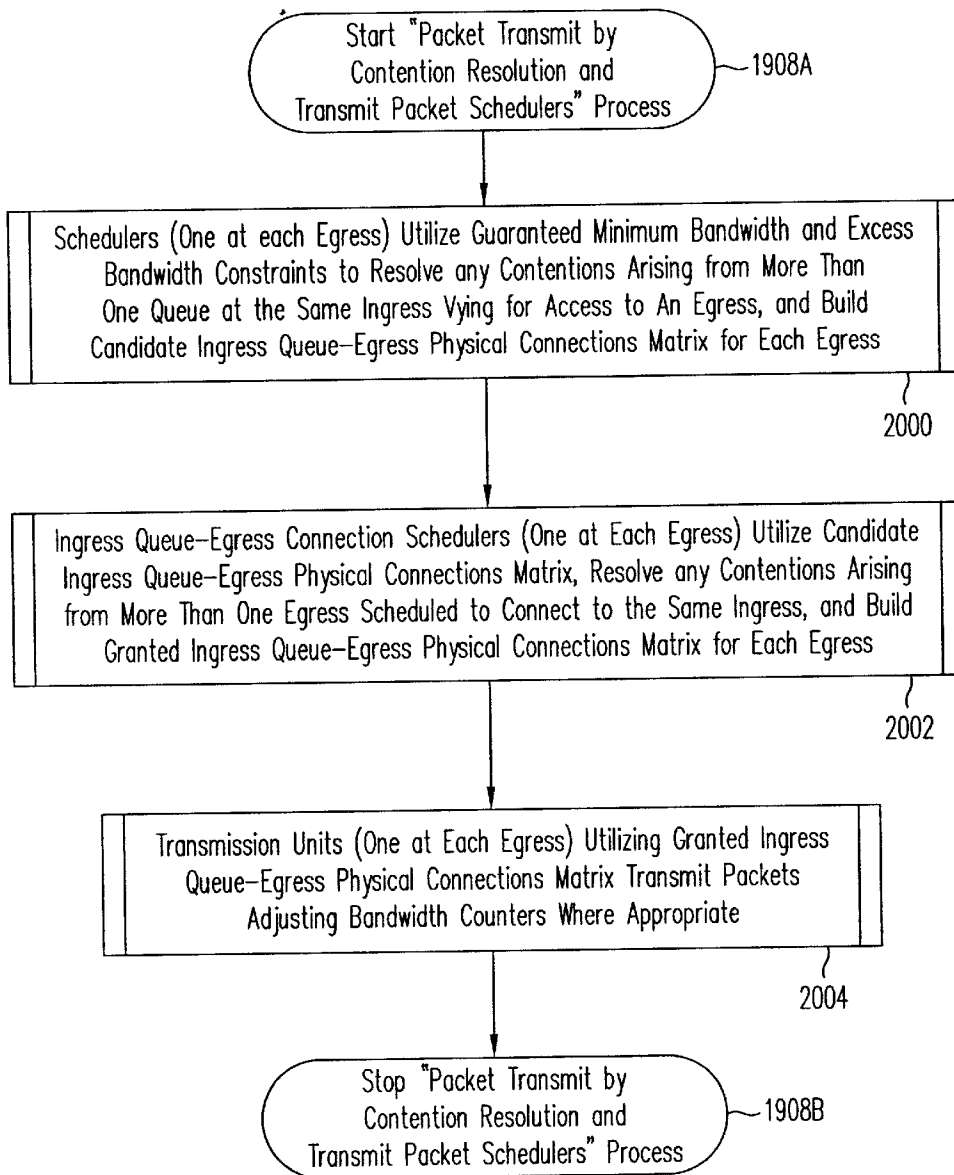 Start "Packet Transmit by
Contention Resolution and
Transmit Packet Schedulers" Process
1908A
Schedulers (One at each Egress) Utilize Guaranteed Minimum Bandwidth and Excess
Bandwidth Constraints to Resolve any Contentions Arising from More Than
One Queue at the Same Ingress Vying for Access to An Egress, and Build
Candidate Ingress Queue-Egress Physical Connections Matrix for Each Egress
2000
Ingress Queue-Egress Connection Schedulers (One at Each Egress) Utilize Candidate
Ingress Queue-Egress Physical Connections Matrix, Resolve any Contentions Arising
from More Than One Egress Scheduled to Connect to the Same Ingress, and Build
Granted Ingress Queue-Egress Physical Connections Matrix for Each Egress
2002
Transmission Units (One at Each Egress) Utilizing Granted Ingress
Queue-Egress Physical Connections Matrix Transmit Packets
Adjusting Bandwidth Counters Where Appropriate
2004
Stop "Packet Transmit by
Contention Resolution and
Transmit Packet Schedulers" Process
1908B